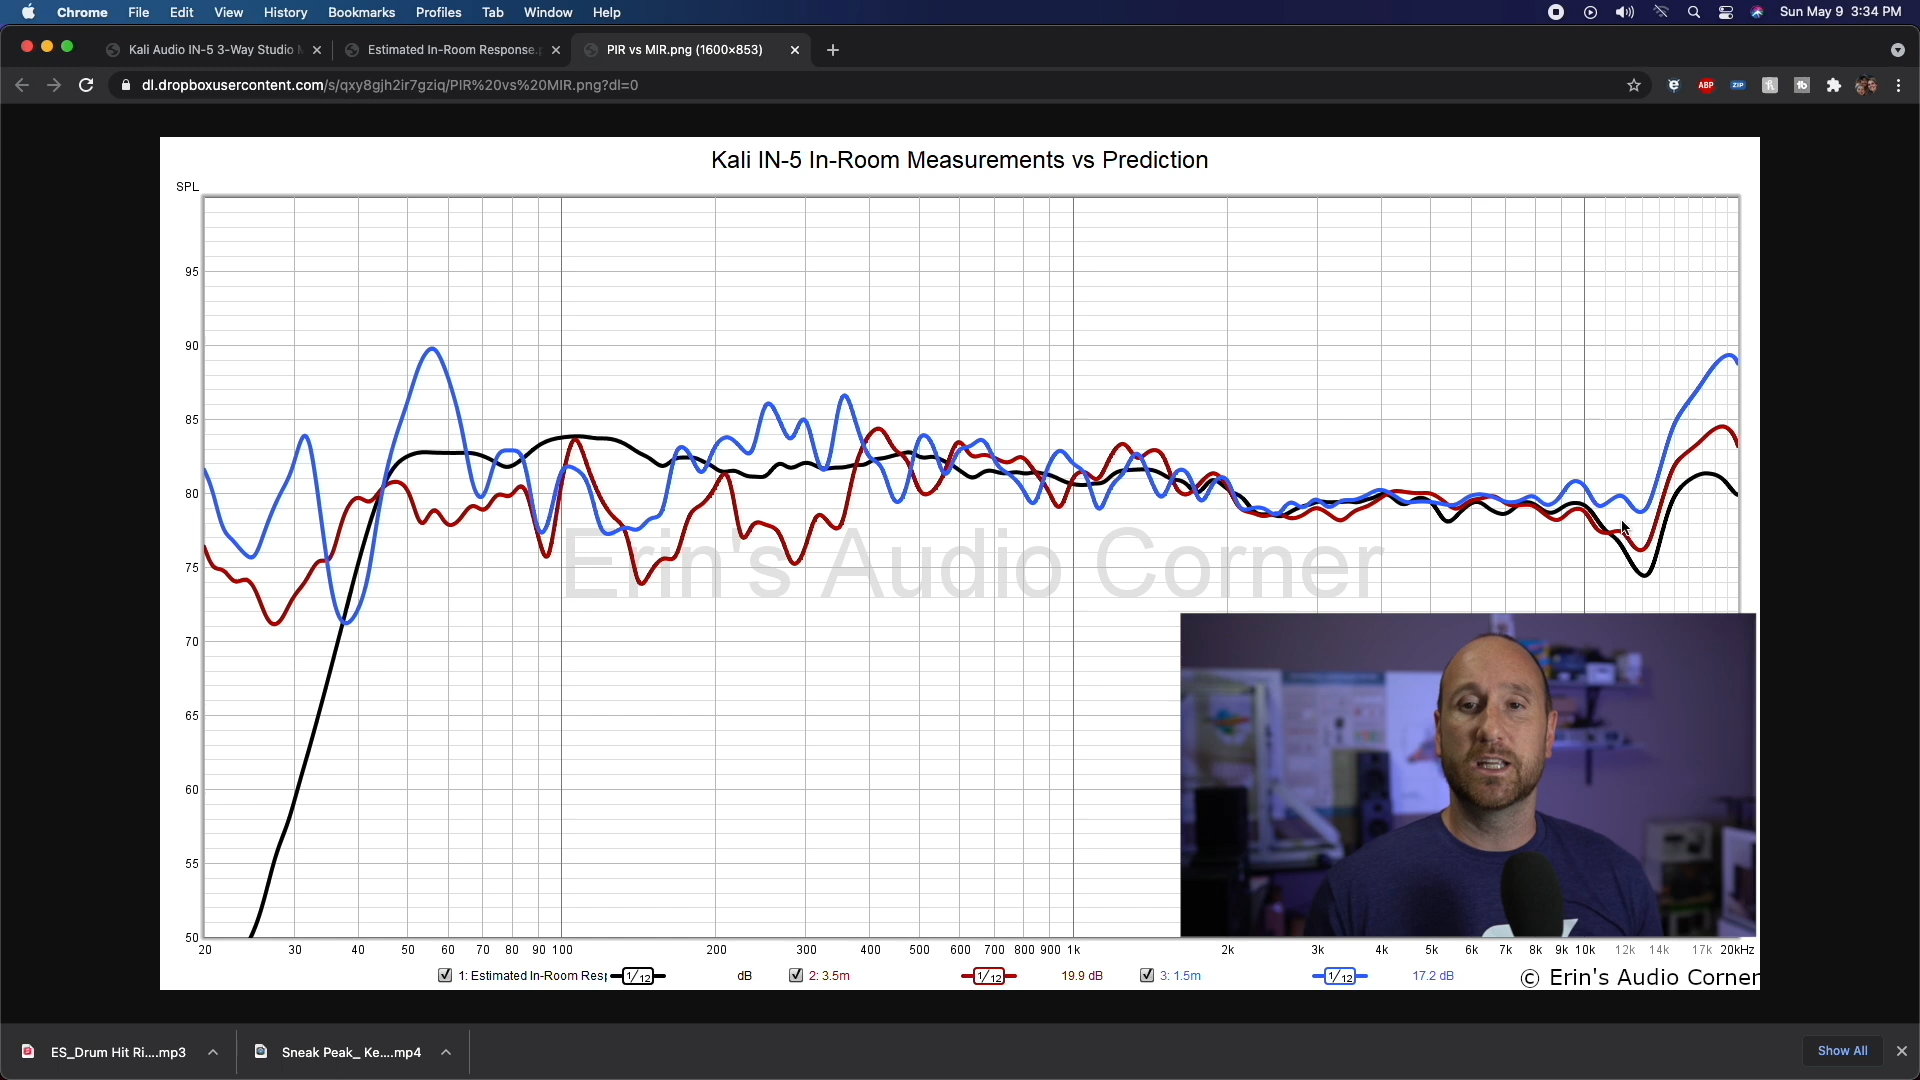 Chrome File Edit View History Bookmarks Profiles Tab Window Help Sun May 9 3:34 PM
Kali Audio IN-5 3-Way Studio Estimated In-Room Response. PIR vs MIR.png (1600×853)
dl.dropboxusercontent.com/s/qxy8gjh2ir7gziq/PIR%20vs%20MIR.png?dl=0 ABP ZIP
Kali IN-5 In-Room Measurements vs Prediction
SPL
95
90
85
80
75
70
65
60
55
50
Erin's Audio Corner
20 30 40 50 60 70 80 90 100 200 300 400 500 600 700 800 900 1k 2k 3k 4k 5k 6k 7k 8k 9k 10k 12k 14k 17k 20kHz
1: Estimated In-Room Resp 1/12 dB 2: 3.5m 1/12 19.9 dB 3: 1.5m 1/12 17.2 dB © Erin's Audio Corner
ES_Drum Hit Ri....mp3 Sneak Peak_ Ke....mp4 Show All